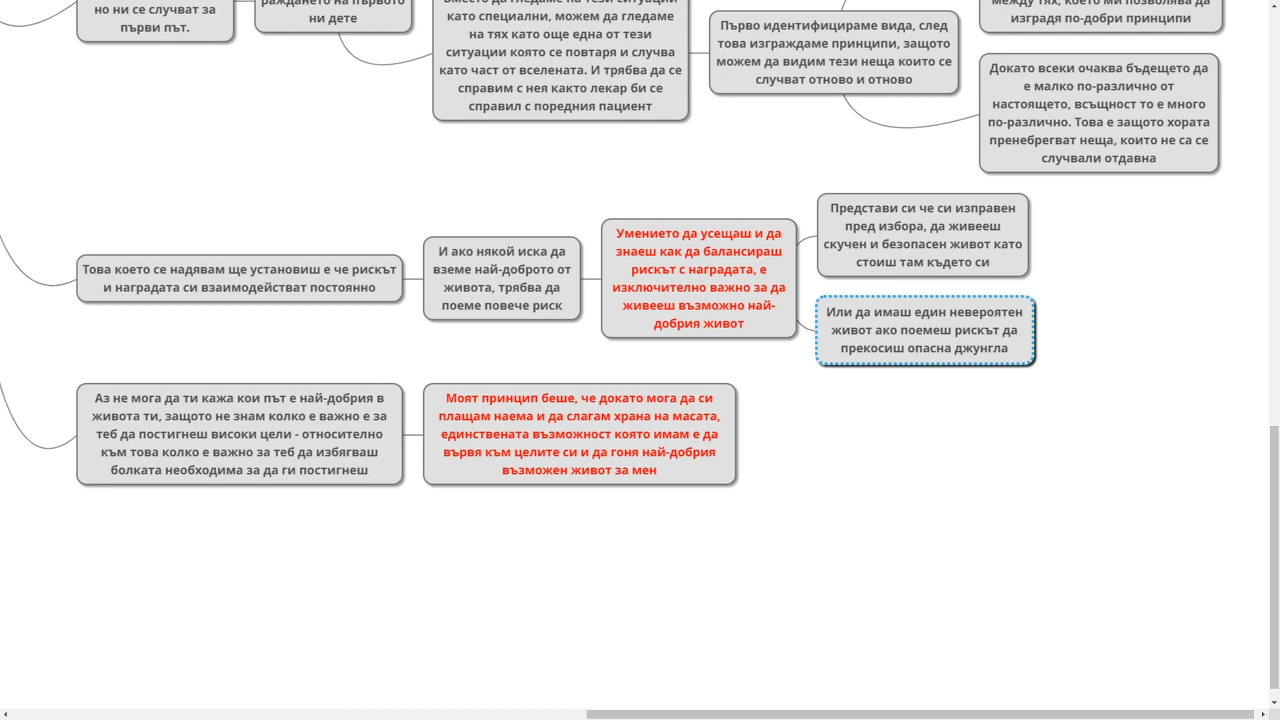 но ни се случват за
първи път.
ни дете
като специални, можем да гледаме
на тях като още една от тези
ситуации която се повтаря и случва
като част от вселената. И трябва да се
справим с нея както лекар би се
справил с поредния пациент
Първо идентифицираме вида, след
това изграждаме принципи, защото
можем да видим тези неща които се
случват отново и отново
изградя по-добри принципи
Докато всеки очаква бъдещето да
е малко по-различно от
настоящето, всъщност то е много
по-различно. Това е защото хората
пренебрегват неща, които не са се
случвали отдавна
Това което се надявам ще установиш е че рискът
и наградата си взаимодействат постоянно
И ако някой иска да
вземе най-доброто от
живота, трябва да
поеме повече риск
Умението да усещаш и да
знаеш как да балансираш
рискът с наградата, е
изключително важно за да
живееш възможно най-
добрия живот
Представи си че си изправен
пред избора, да живееш
скучен и безопасен живот като
стоиш там където си
Или да имаш един невероятен
живот ако поемеш рискът да
прекосиш опасна джунгла
Аз не мога да ти кажа кои път е най-добрия в
живота ти, защото не знам колко е важно е за
теб да постигнеш високи цели - относително
към това колко е важно за теб да избягваш
болката необходима за да ги постигнеш
Моят принцип беше, че докато мога да си
плащам наема и да слагам храна на масата,
единствената възможност която имам е да
вървя към целите си и да гоня най-добрия
възможен живот за мен